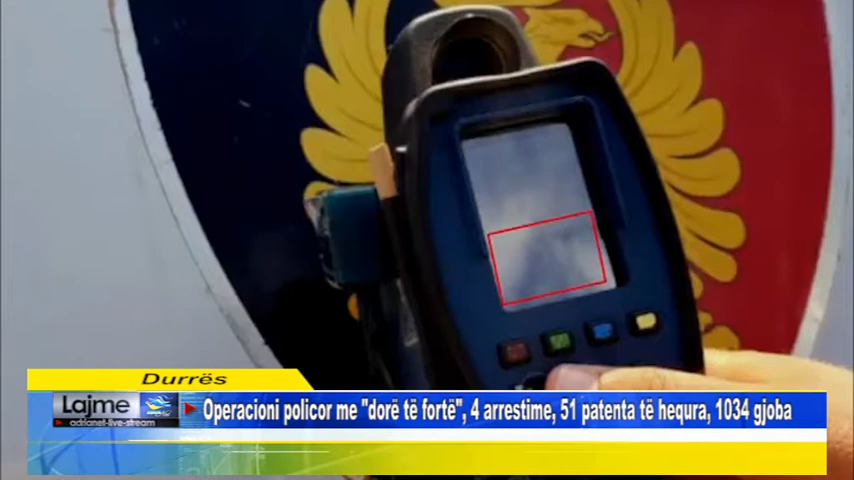 Durrës
Lajme
adrianet-live-stream
Operacioni policor me "dorë të fortë", 4 arrestime, 51 patenta të hequra, 1034 gjoba